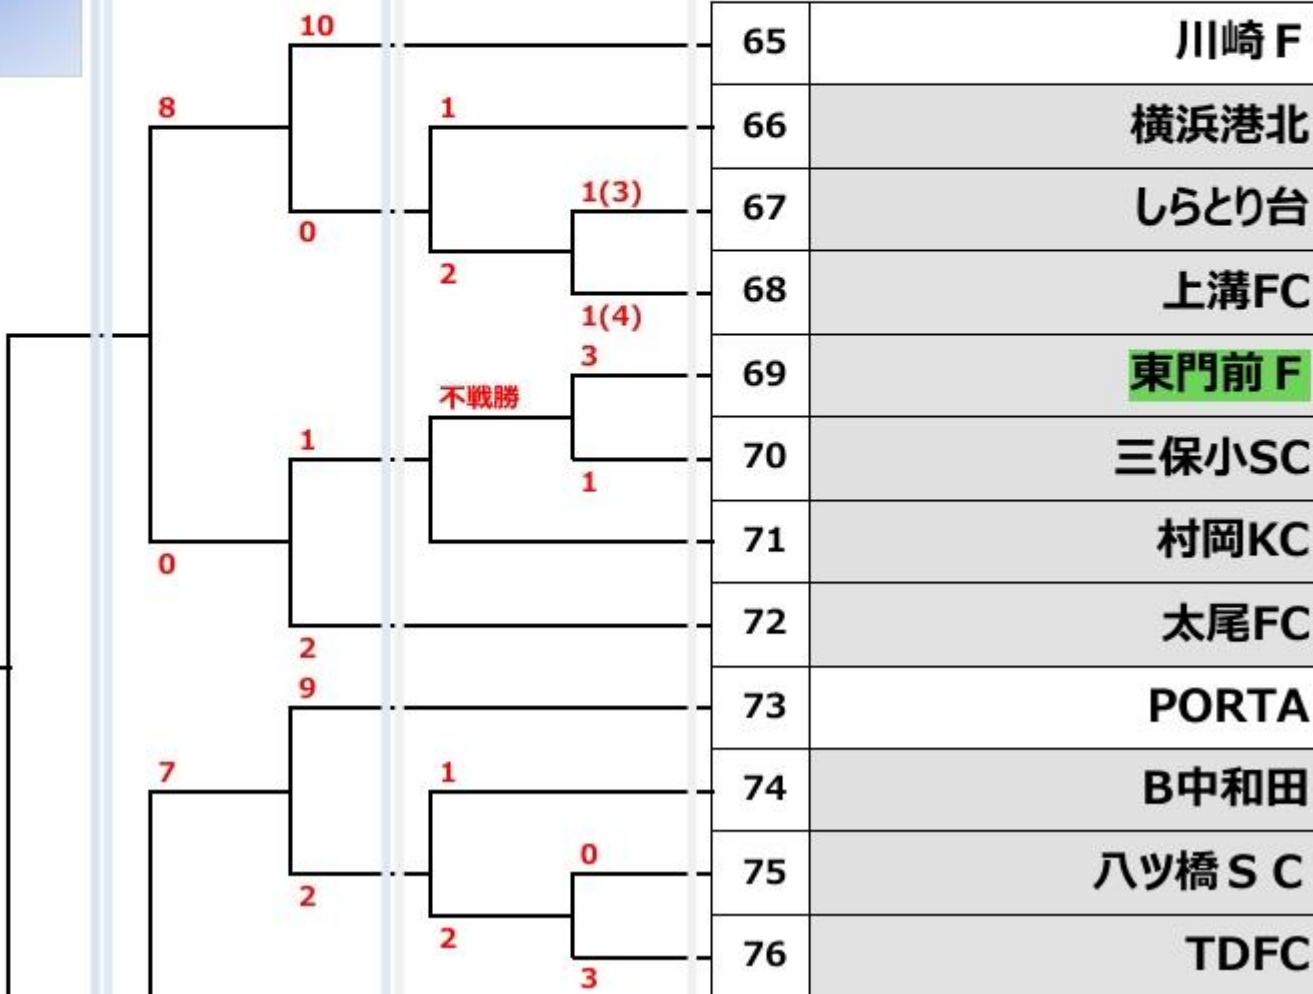 10
65 川崎Ｆ
8
1
66 横浜港北
1(3)
67 しらとり台
0
2
68 上溝FC
1(4)
3
69 東門前Ｆ
不戦勝
1
70 三保小SC
1
71 村岡KC
0
72 太尾FC
2
9
73 PORTA
7
1
74 B中和田
0
75 八ツ橋ＳＣ
2
2
76 TDFC
3